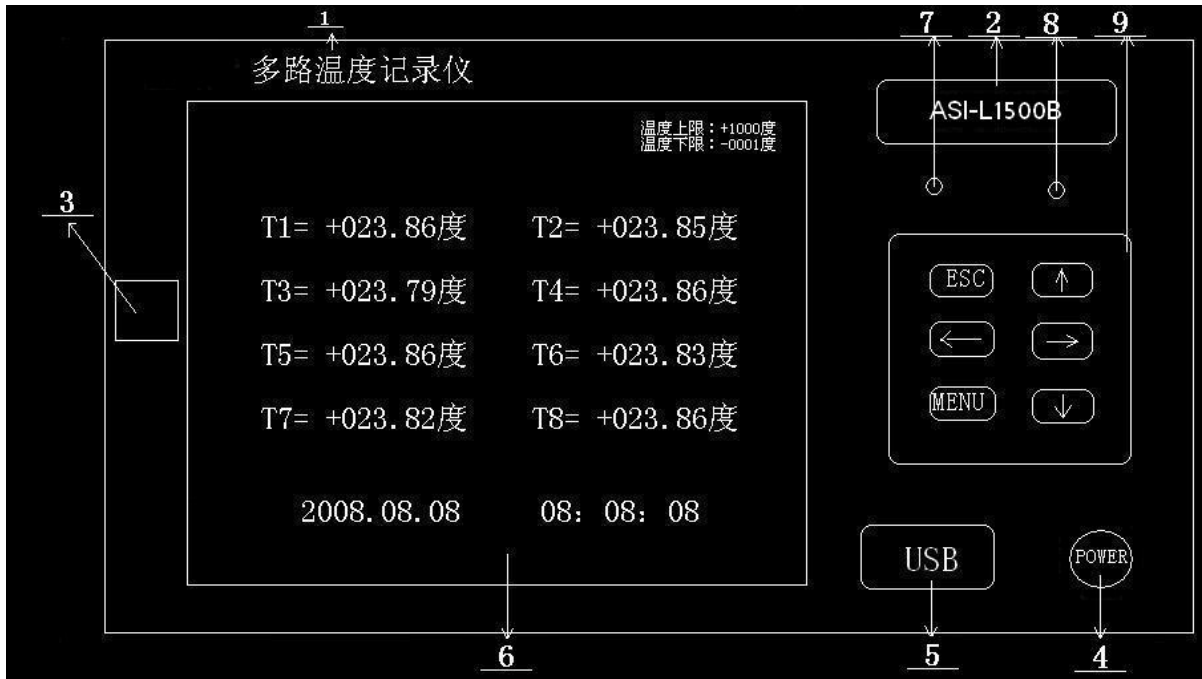 1 7 2 8 9
多路温度记录仪
ASI-L1500B
温度上限：+1000度
温度下限：-0001度
3
T1= +023.86度 T2= +023.85度
T3= +023.79度 T4= +023.86度
T5= +023.86度 T6= +023.83度
T7= +023.82度 T8= +023.86度
2008.08.08 08：08：08
ESC ↑
← →
MENU ↓
USB POWER
6 5 4